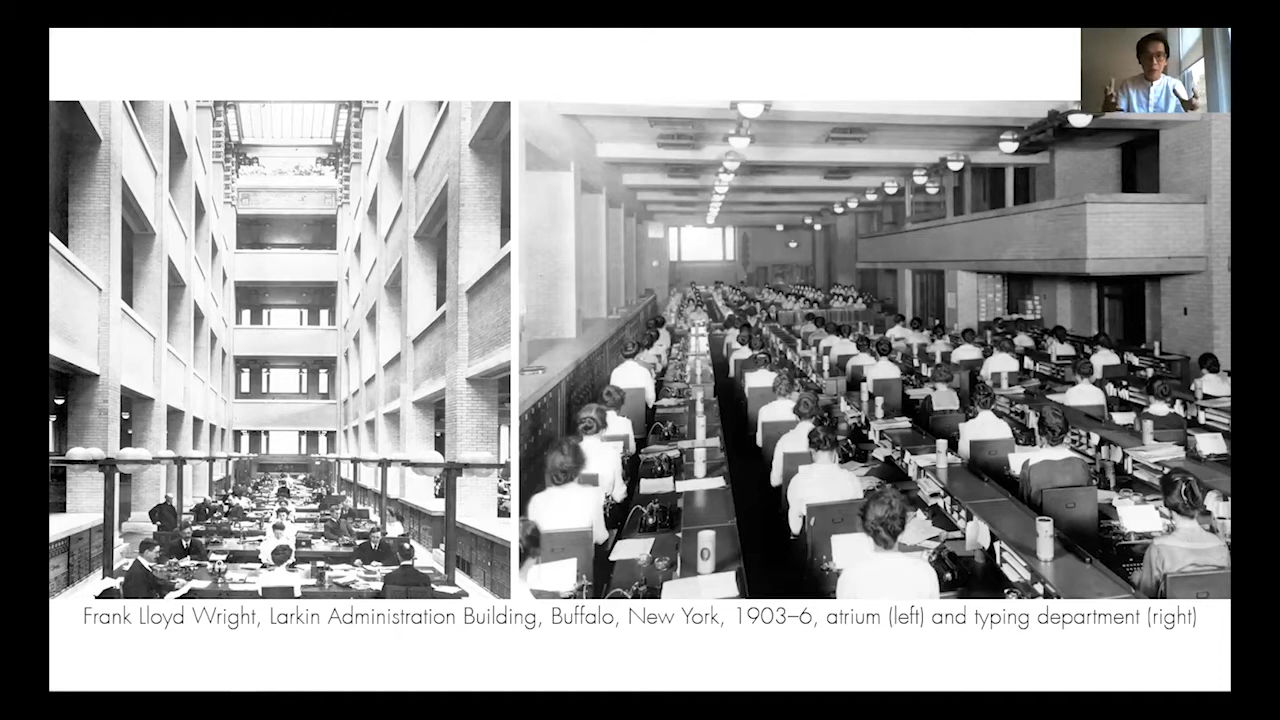 Frank Lloyd Wright, Larkin Administration Building, Buffalo, New York, 1903–6, atrium (left) and typing department (right)